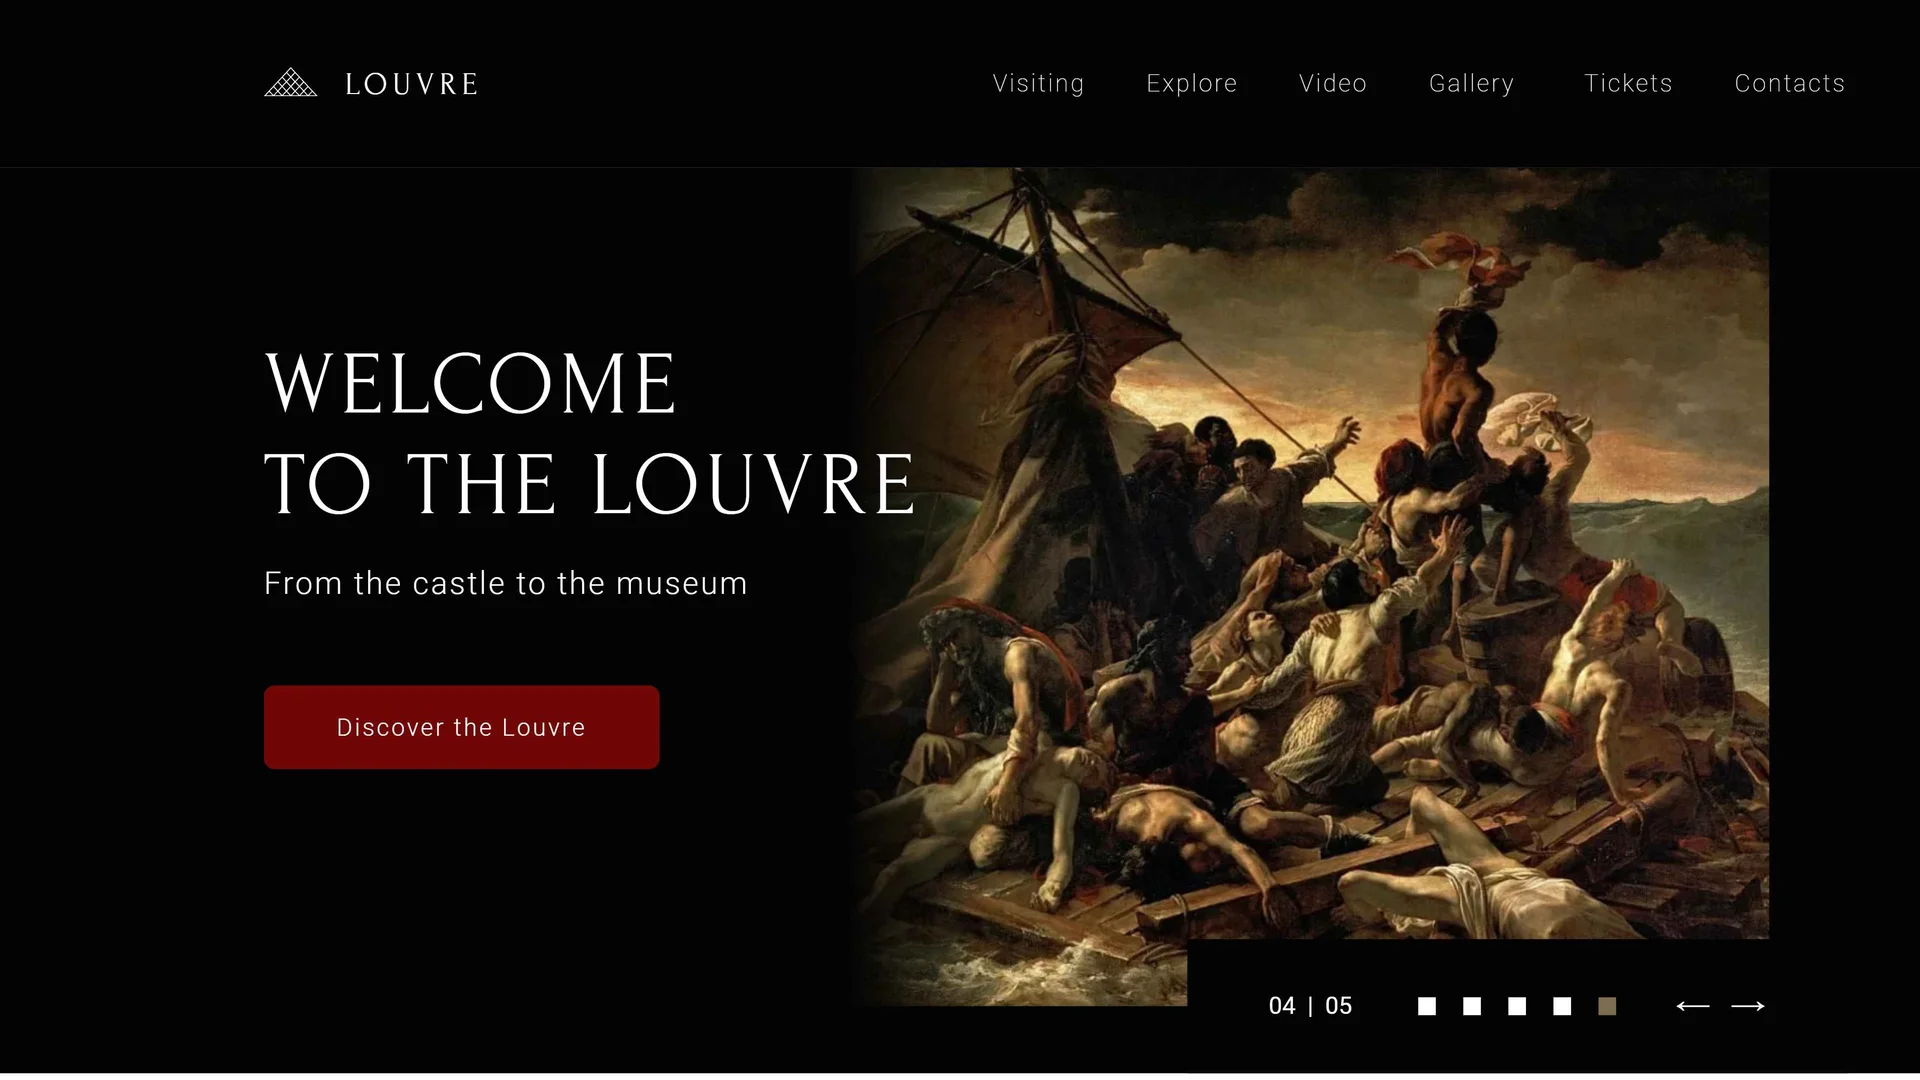 LOUVRE
Visiting Explore Video Gallery Tickets Contacts
WELCOME
TO THE LOUVRE
From the castle to the museum
Discover the Louvre
04 | 05